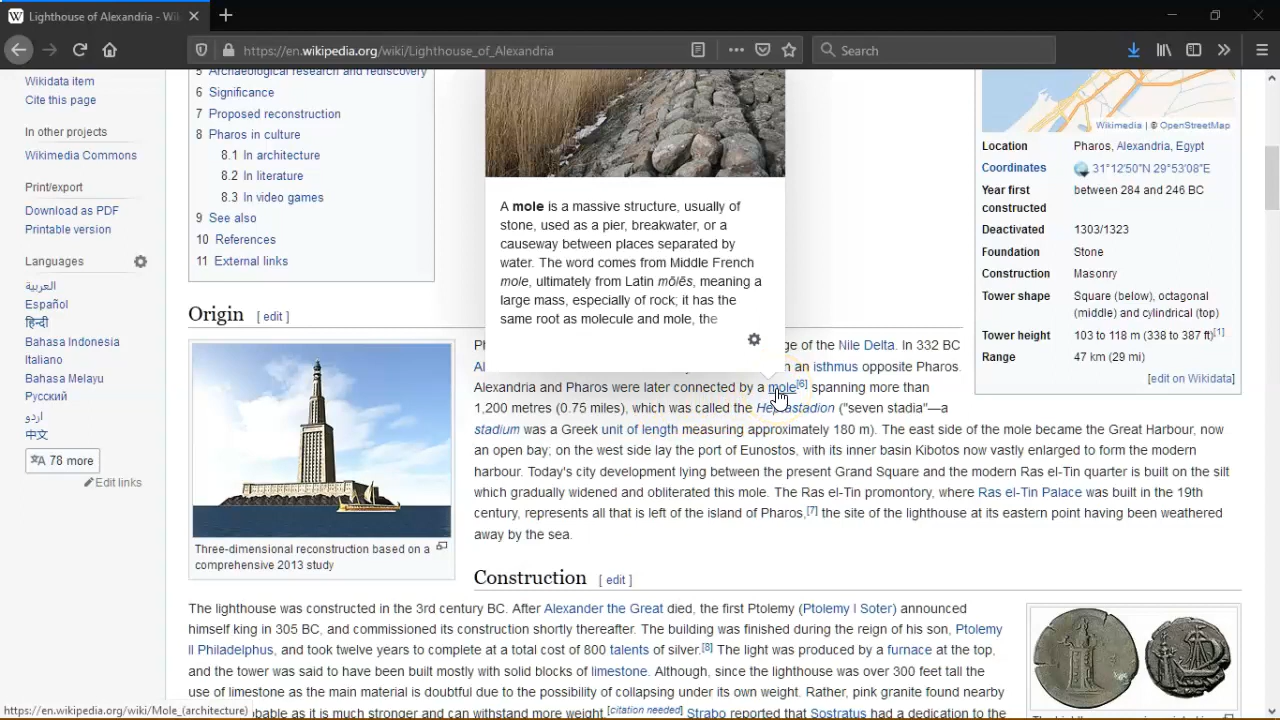 Lighthouse of Alexandria - Wi
https://en.wikipedia.org/wiki/Lighthouse_of_Alexandria
Search
Wikidata item
Cite this page
In other projects
Wikimedia Commons
Print/export
Download as PDF
Printable version
Languages
العربية
Español
हिन्दी
Bahasa Indonesia
Italiano
Bahasa Melayu
Русский
اردو
中文
78 more
Edit links
5 Archaeological research and rediscovery
6 Significance
7 Proposed reconstruction
8 Pharos in culture
8.1 In architecture
8.2 In literature
8.3 In video games
9 See also
10 References
11 External links
A mole is a massive structure, usually of
stone, used as a pier, breakwater, or a
causeway between places separated by
water. The word comes from Middle French
mole, ultimately from Latin mōlēs, meaning a
large mass, especially of rock; it has the
same root as molecule and mole, the
Wikimedia | © OpenStreetMap
Location Pharos, Alexandria, Egypt
Coordinates 31°12′50″N 29°53′08″E
Year first constructed between 284 and 246 BC
Deactivated 1303/1323
Foundation Stone
Construction Masonry
Tower shape Square (below), octagonal
(middle) and cylindrical (top)
Tower height 103 to 118 m (338 to 387 ft)[1]
Range 47 km (29 mi)
[edit on Wikidata]
Origin [ edit ]
of the Nile Delta. In 332 BC
an isthmus opposite Pharos.
Alexandria and Pharos were later connected by a mole[6] spanning more than
1,200 metres (0.75 miles), which was called the Heptastadion ("seven stadia"—a
stadium was a Greek unit of length measuring approximately 180 m). The east side of the mole became the Great Harbour, now
an open bay; on the west side lay the port of Eunostos, with its inner basin Kibotos now vastly enlarged to form the modern
harbour. Today's city development lying between the present Grand Square and the modern Ras el-Tin quarter is built on the silt
which gradually widened and obliterated this mole. The Ras el-Tin promontory, where Ras el-Tin Palace was built in the 19th
century, represents all that is left of the island of Pharos,[7] the site of the lighthouse at its eastern point having been weathered
away by the sea.
Three-dimensional reconstruction based on a
comprehensive 2013 study
Construction [ edit ]
The lighthouse was constructed in the 3rd century BC. After Alexander the Great died, the first Ptolemy (Ptolemy I Soter) announced
himself king in 305 BC, and commissioned its construction shortly thereafter. The building was finished during the reign of his son, Ptolemy
II Philadelphus, and took twelve years to complete at a total cost of 800 talents of silver.[8] The light was produced by a furnace at the top,
and the tower was said to have been built mostly with solid blocks of limestone. Although, since the lighthouse was over 300 feet tall the
use of limestone as the main material is doubtful due to the possibility of collapsing under its own weight. Rather, pink granite found nearby
as it is much stronger and can withstand more weight.[citation needed] Strabo reported that Sostratus had a dedication to the
https://en.wikipedia.org/wiki/Mole_(architecture)